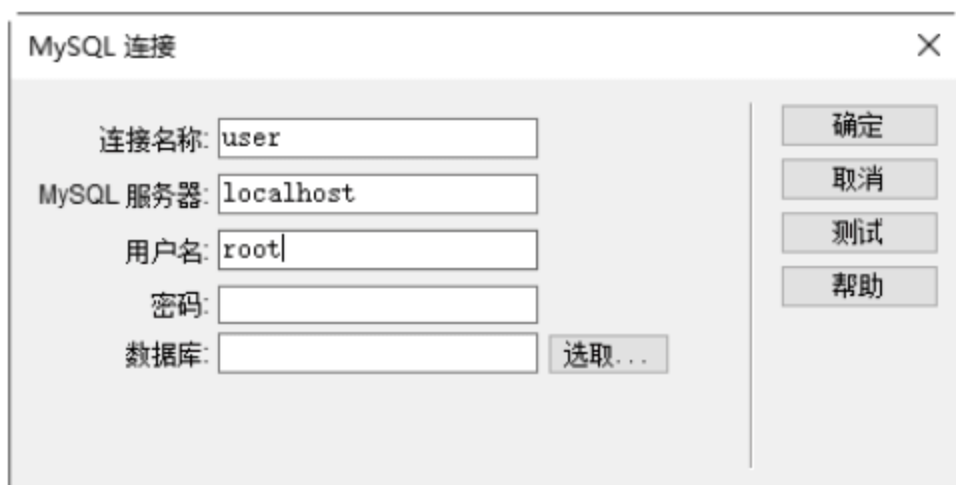 MySQL 连接
连接名称: user
MySQL 服务器: localhost
用户名: root
密码:
数据库:
选取...
确定
取消
测试
帮助